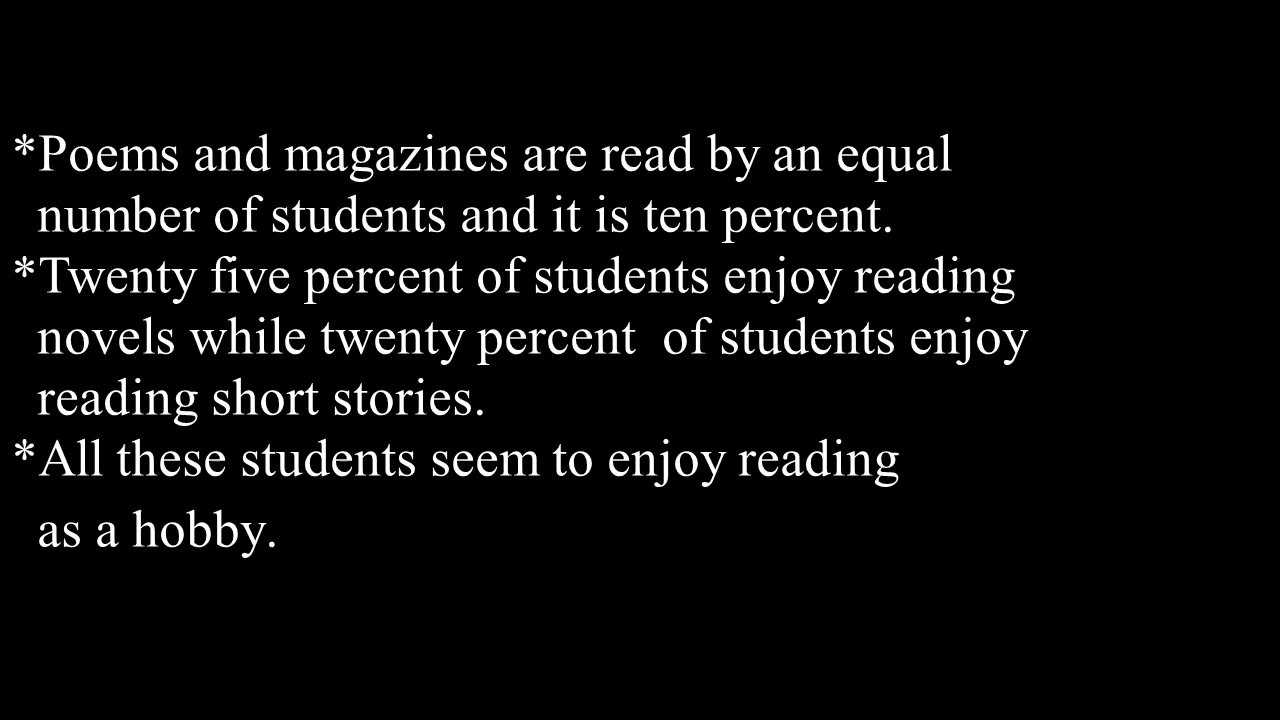 *Poems and magazines are read by an equal
number of students and it is ten percent.
*Twenty five percent of students enjoy reading
novels while twenty percent  of students enjoy
reading short stories.
*All these students seem to enjoy reading
as a hobby.